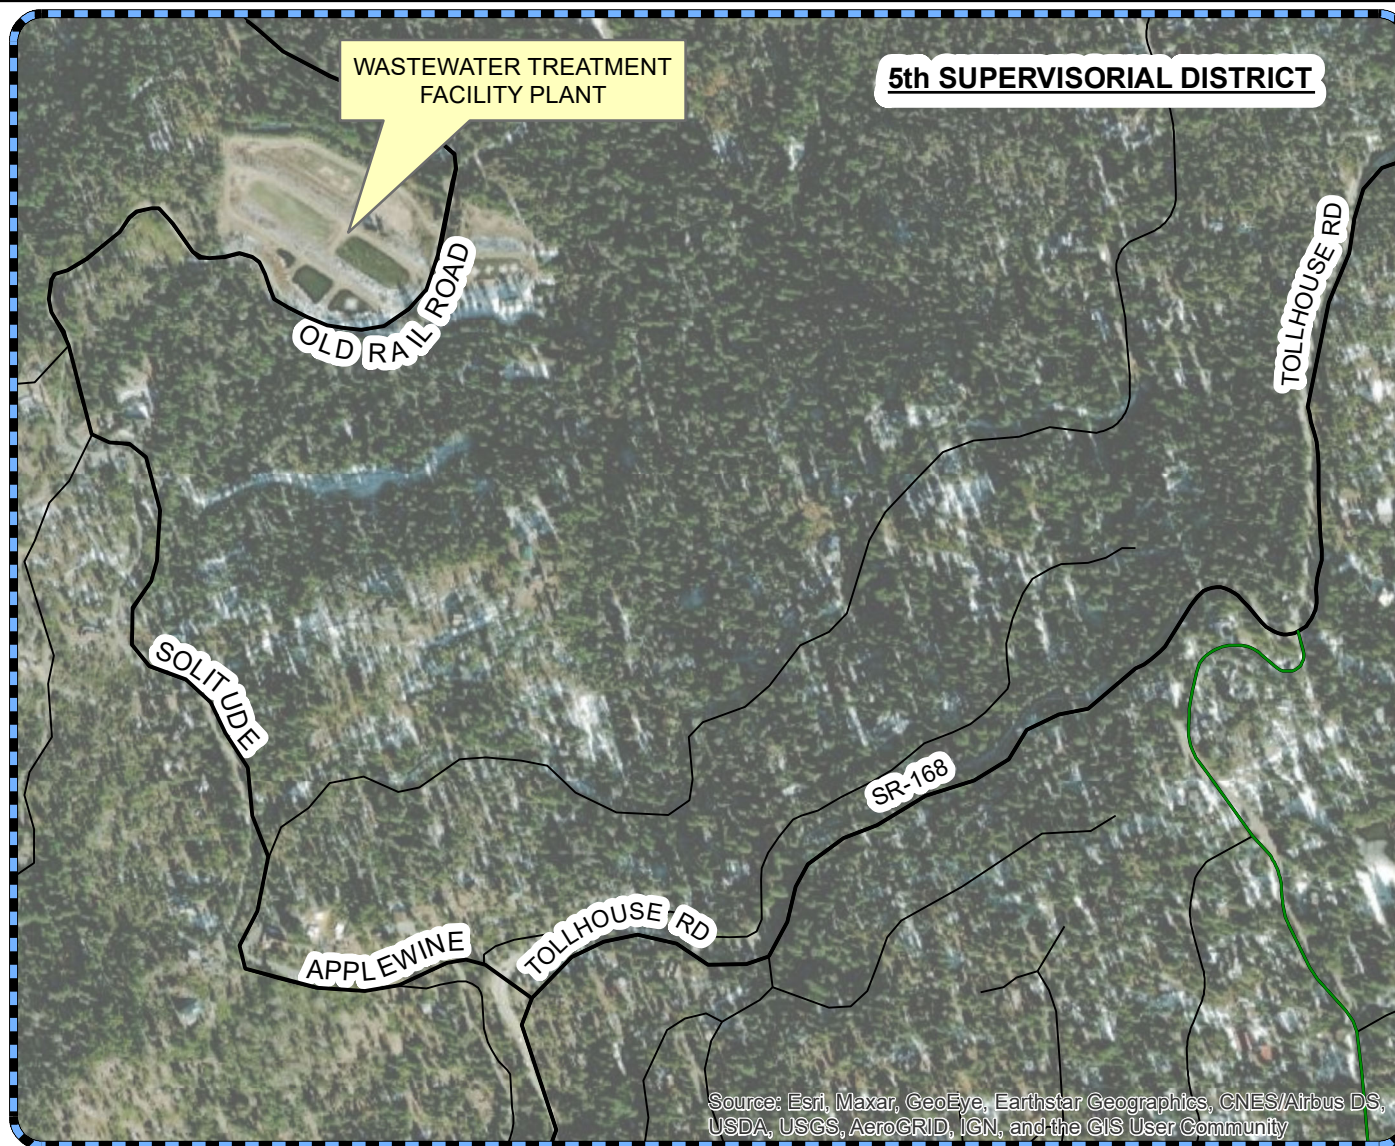 WASTEWATER TREATMENT
FACILITY PLANT
5th SUPERVISORIAL DISTRICT
TOLLHOUSE RD
OLD RAIL ROAD
SOLITUDE
SR-168
APPLEWINE
TOLLHOUSE RD
Source: Esri, Maxar, GeoEye, Earthstar Geographics, CNES/Airbus DS,
USDA, USGS, AeroGRID, IGN, and the GIS User Community